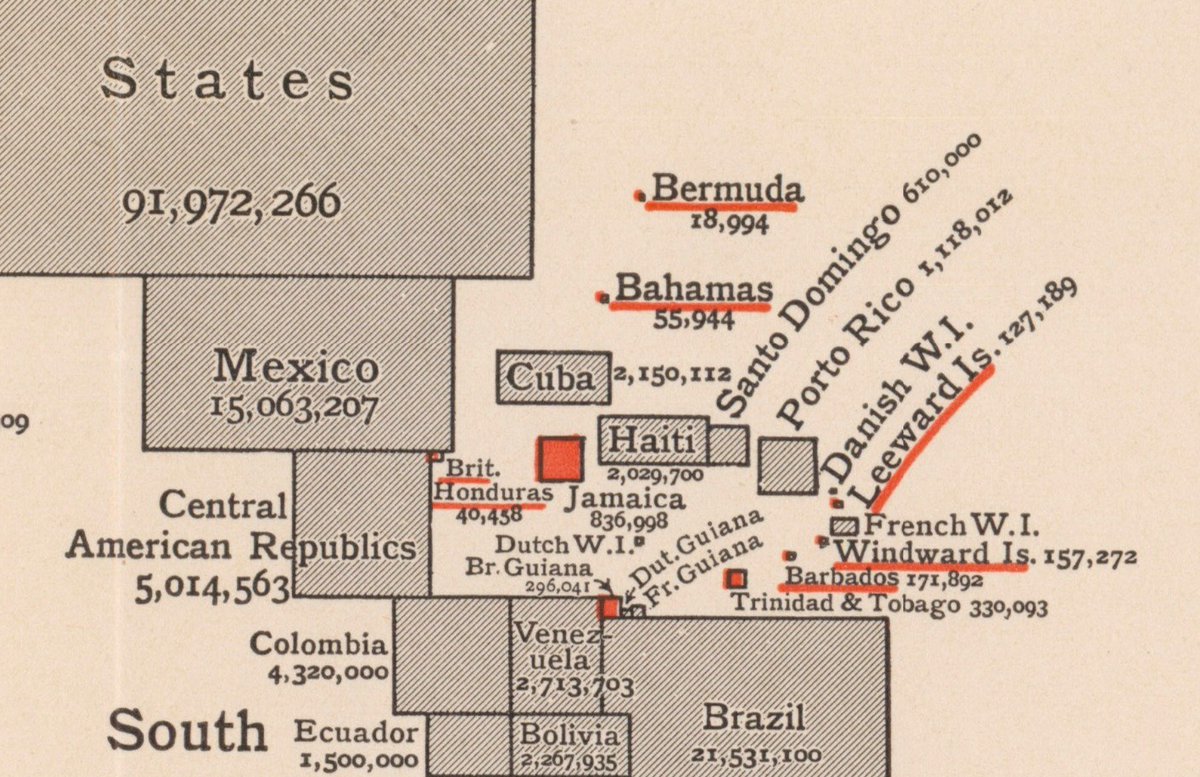 States
91,972,266
Bermuda
18,994
Santo Domingo 610,000
Porto Rico 1,118,012
Bahamas
55,944
Danish W.I.
Leeward Is. 127,189
Mexico
15,063,207
Cuba 2,150,112
Haiti
2,029,700
09
Brit.
Honduras
40,458
Jamaica
836,998
Central
American Republics
5,014,563
French W.I.
Windward Is. 157,272
Dutch W.I.
Br. Guiana
296,041
Dut. Guiana
Fr. Guiana
Barbados 171,892
Trinidad & Tobago 330,093
Colombia
4,320,000
Venez-
uela
2,713,703
South
Ecuador
1,500,000
Bolivia
2,267,935
Brazil
21,531,100